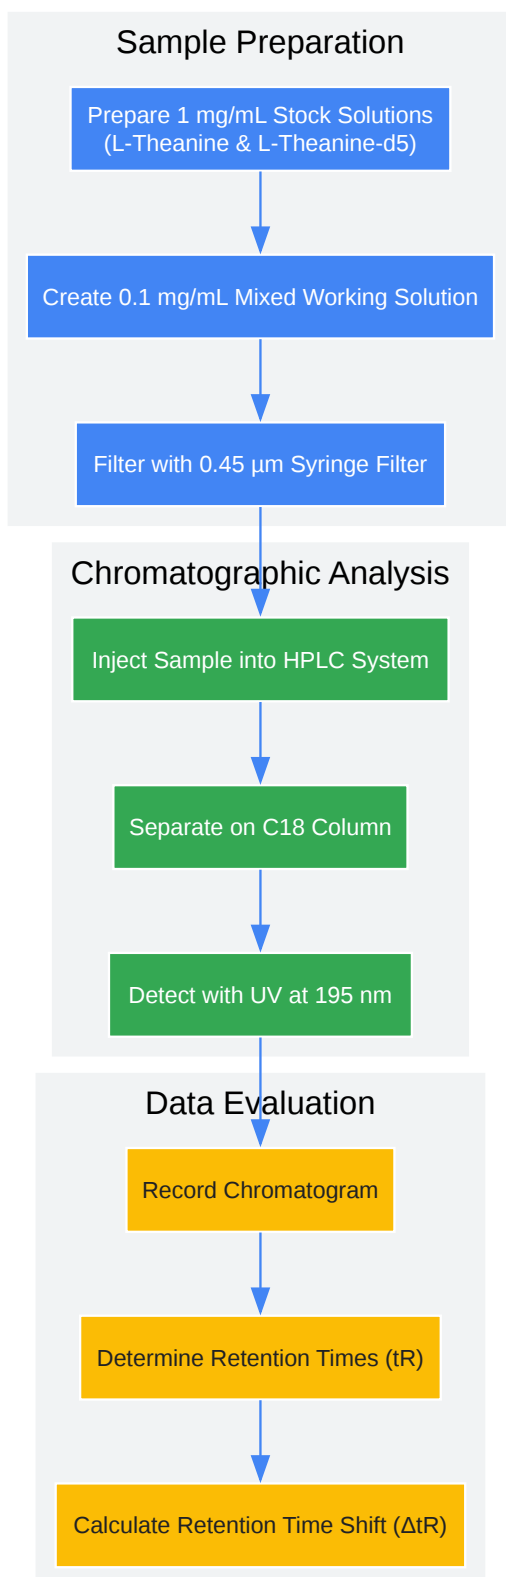 Sample Preparation
Prepare 1 mg/mL Stock Solutions
(L-Theanine & L-Theanine-d5)
Create 0.1 mg/mL Mixed Working Solution
Filter with 0.45 µm Syringe Filter
Chromatographic Analysis
Inject Sample into HPLC System
Separate on C18 Column
Detect with UV at 195 nm
Data Evaluation
Record Chromatogram
Determine Retention Times (tR)
Calculate Retention Time Shift (ΔtR)